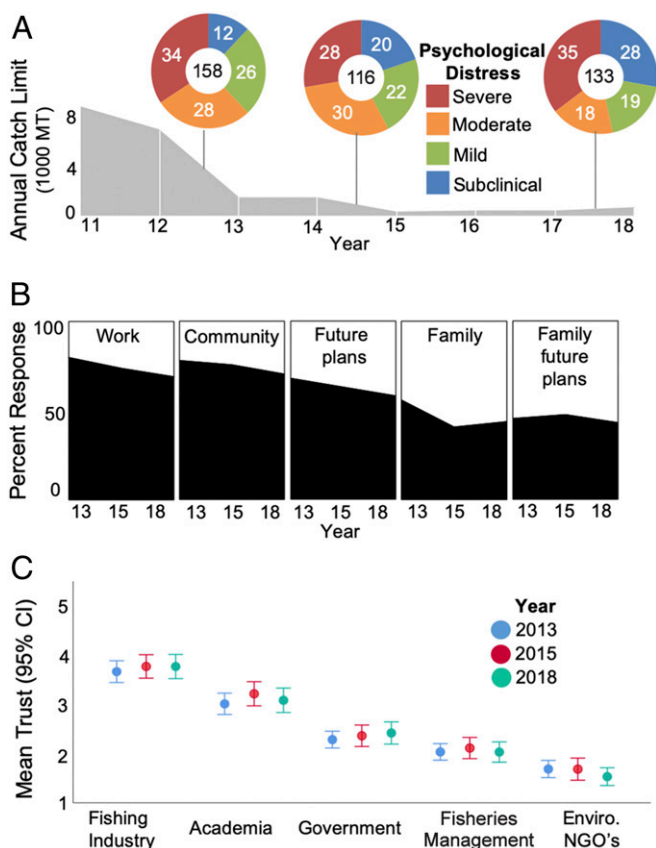 A
Annual Catch Limit
(1000 MT)
8
4
0
34
12
26
28
158
28
20
22
30
116
35
28
19
18
133
Psychological
Distress
Severe
Moderate
Mild
Subclinical
11 12 13 14 15 16 17 18
Year
B
Percent Response
100
50
0
Work
Community
Future
plans
Family
Family
future
plans
13 15 18 13 15 18 13 15 18 13 15 18 13 15 18
Year
C
Mean Trust (95% CI)
5
4
3
2
1
Year
2013
2015
2018
Fishing
Industry
Academia
Government
Fisheries
Management
Enviro.
NGO's